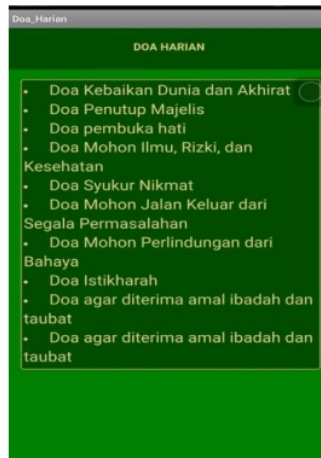 Doa_Harian
DOA HARIAN
• Doa Kebaikan Dunia dan Akhirat
• Doa Penutup Majelis
• Doa pembuka hati
• Doa Mohon Ilmu, Rizki, dan
Kesehatan
• Doa Syukur Nikmat
• Doa Mohon Jalan Keluar dari
Segala Permasalahan
• Doa Mohon Perlindungan dari
Bahaya
• Doa Istikharah
• Doa agar diterima amal ibadah dan
taubat
• Doa agar diterima amal ibadah dan
taubat